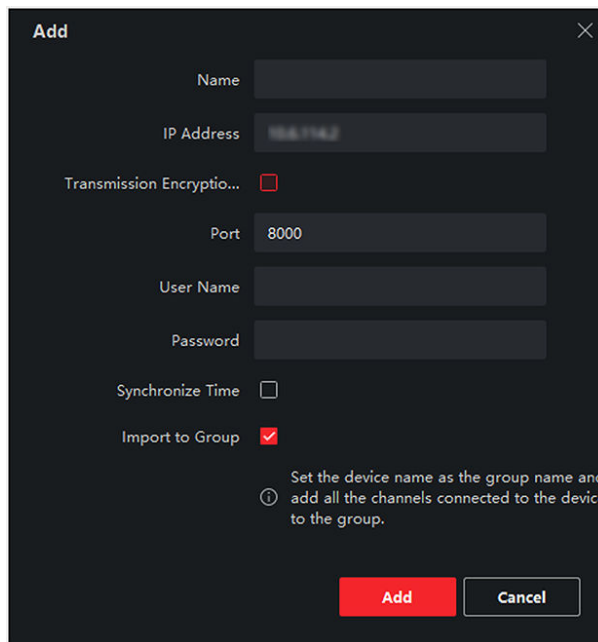 Add
Name
IP Address
Transmission Encryptio...
Port 8000
User Name
Password
Synchronize Time
Import to Group
Set the device name as the group name and
add all the channels connected to the devic
to the group.
Add Cancel